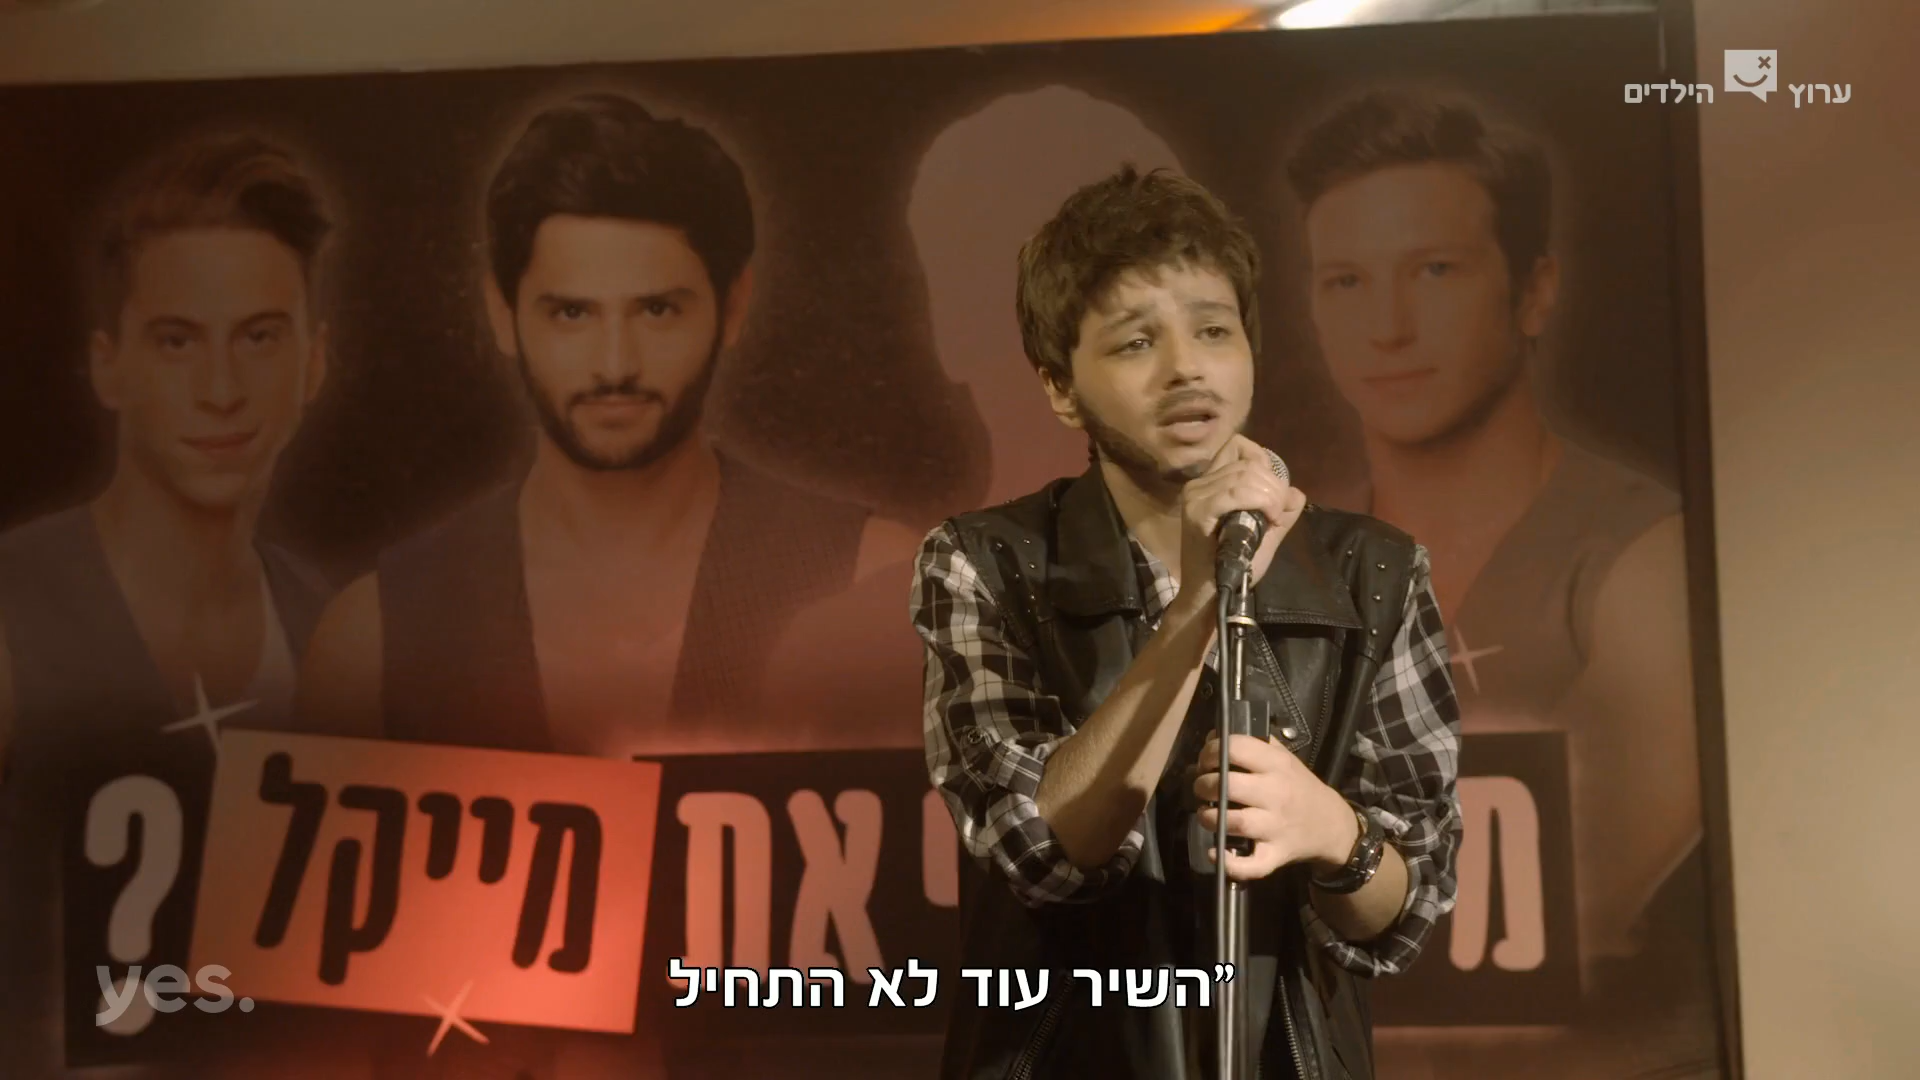 ערוץ הילדים
את מייקל?
yes.
"השיר עוד לא התחיל